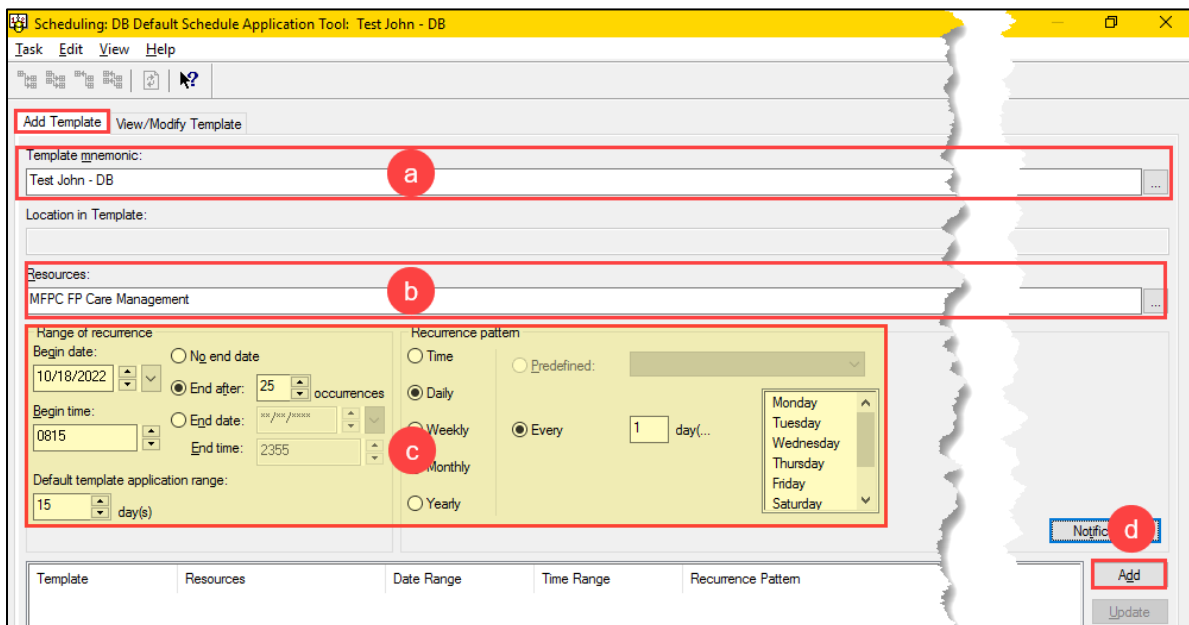 Scheduling: DB Default Schedule Application Tool: Test John - DB
Task Edit View Help
Add Template View/Modify Template
Template mnemonic:
Test John - DB
a
...
Location in Template:
Resources:
MFPC FP Care Management
b
...
Range of recurrence
Recurrence pattern
Begin date:
10/18/2022
No end date
End after: 25 occurrences
Begin time:
0815
End date: **/**/****
End time: 2355
Default template application range:
15 day(s)
Time
Daily
Weekly
Monthly
Yearly
c
Predefined:
Every 1 day(...
Monday
Tuesday
Wednesday
Thursday
Friday
Saturday
d
Template Resources Date Range Time Range Recurrence Pattern
Add
Update